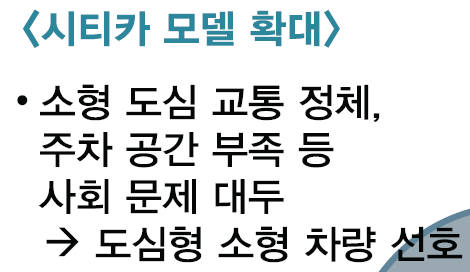 <시티카 모델 확대>
• 소형 도심 교통 정체,
주차 공간 부족 등
사회 문제 대두
→ 도심형 소형 차량 선호